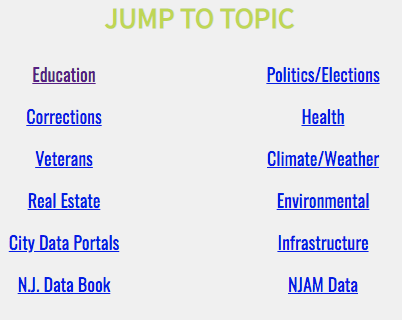 JUMP TO TOPIC
Education
Politics/Elections
Corrections
Health
Veterans
Climate/Weather
Real Estate
Environmental
City Data Portals
Infrastructure
N.J. Data Book
NJAM Data